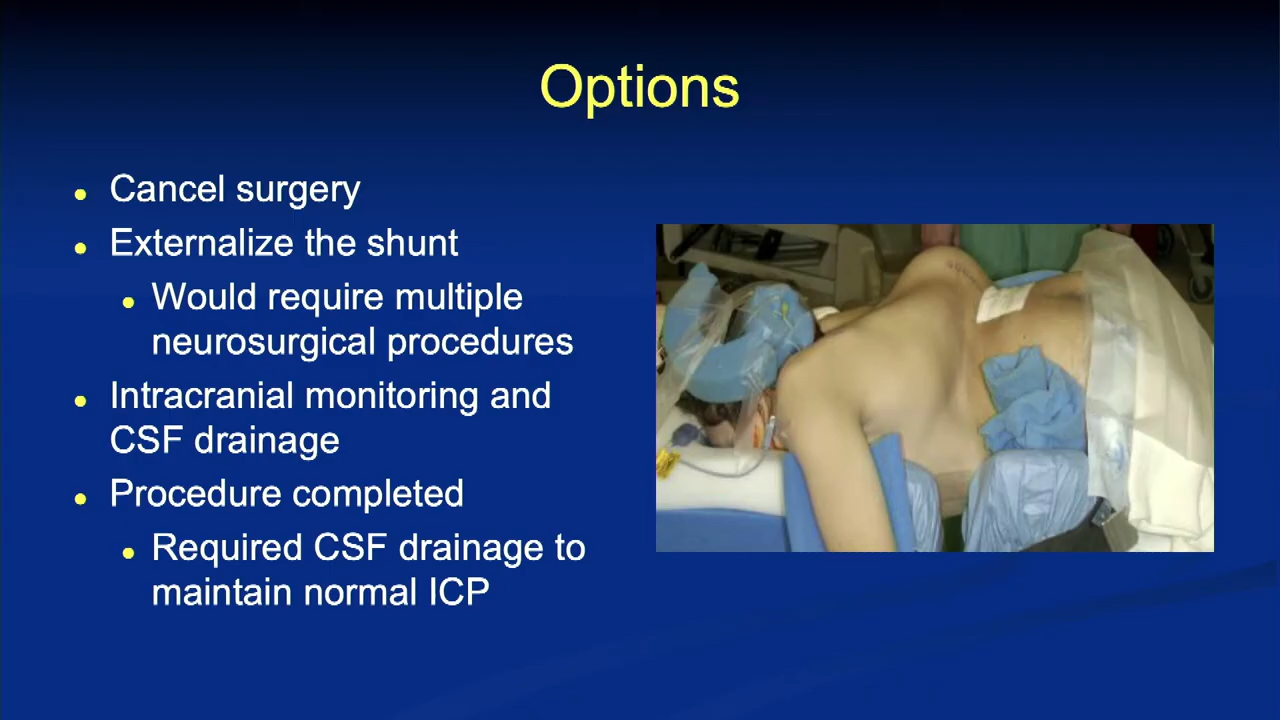 Options
Cancel surgery
Externalize the shunt
Would require multiple
neurosurgical procedures
Intracranial monitoring and
CSF drainage
Procedure completed
Required CSF drainage to
maintain normal ICP